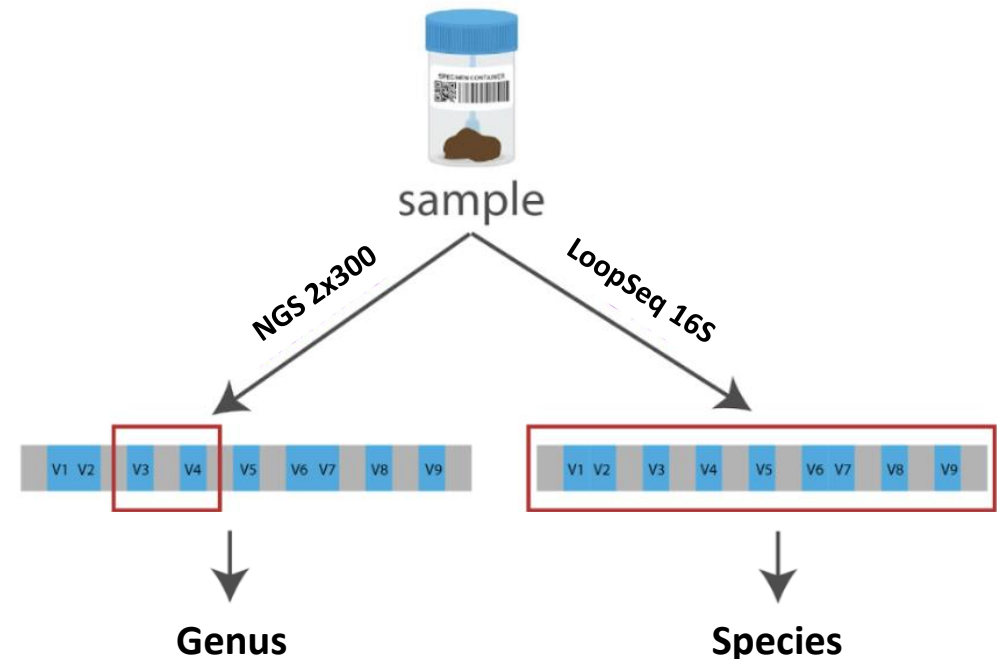 SPECIMEN CONTAINER
sample
NGS 2x300
LoopSeq 16S
V1 V2 V3 V4 V5 V6 V7 V8 V9
V1 V2 V3 V4 V5 V6 V7 V8 V9
Genus
Species